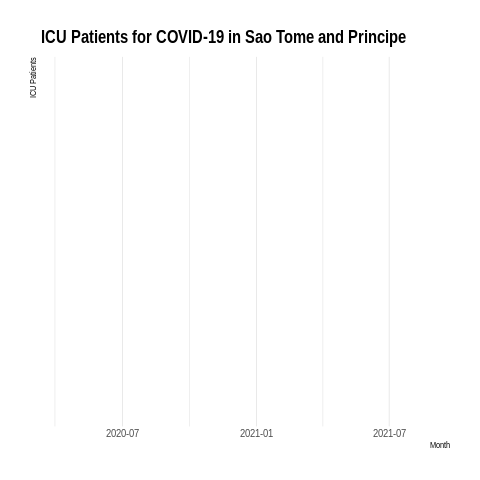 ICU Patients for COVID-19 in Sao Tome and Principe
ICU Patients
2020-07
2021-01
2021-07
Month